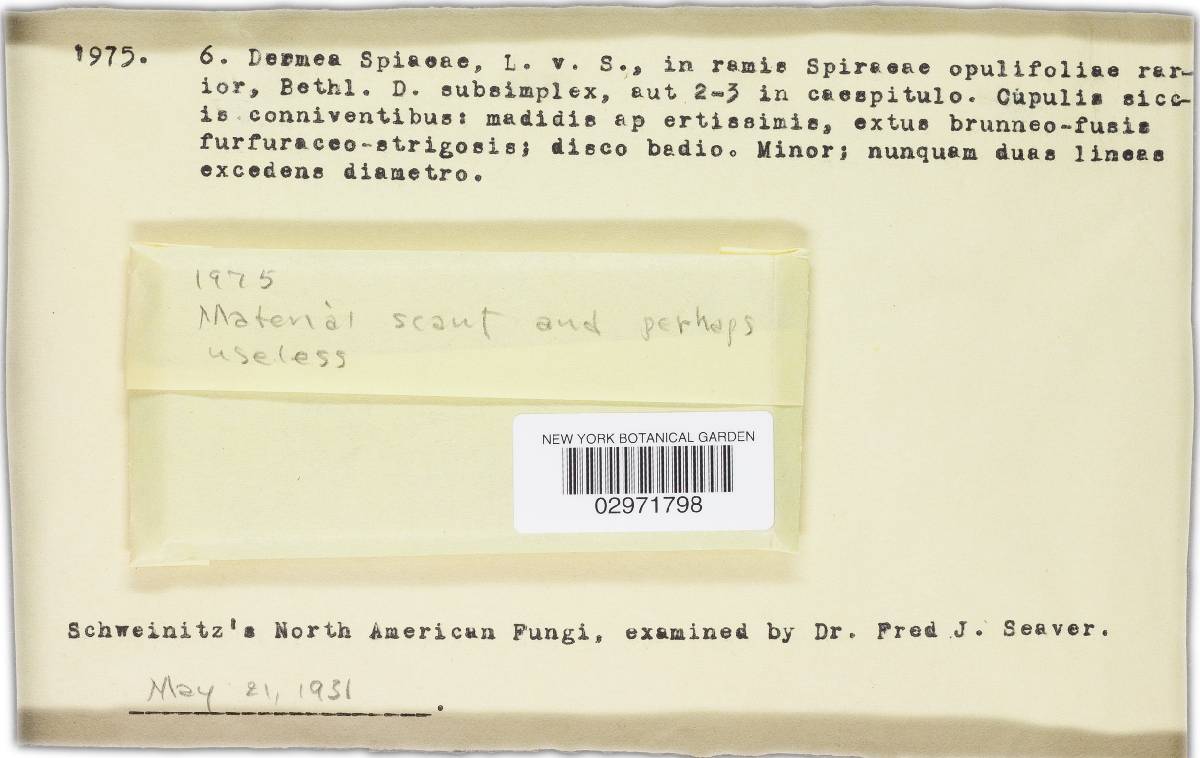 1975. 6. Dermea Spiaeae, L. v. S., in ramis Spiraeae opulifoliae rar-
ior, Bethl. D. subsimplex, aut 2-3 in caespitulo. Cupulis sicc-
is conniventibus: madidis ap ertissimis, extus brunneo-fusis
furfuraceo-strigosis; disco badio. Minor; nunquam duas lineas
excedens diametro.
1975
Material scant and perhaps
useless
NEW YORK BOTANICAL GARDEN
02971798
Schweinitz's North American Fungi, examined by Dr. Fred J. Seaver.
May 21, 1931